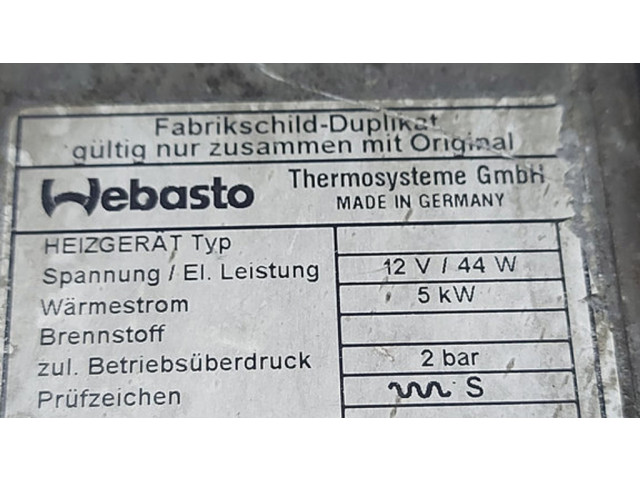 Fabrikschild-Duplikat
gültig nur zusammen mit Original
Webasto Thermosysteme GmbH
MADE IN GERMANY
HEIZGERÄT Typ
Spannung / El. Leistung 12 V / 44 W
Wärmestrom 5 kW
Brennstoff
zul. Betriebsüberdruck 2 bar
Prüfzeichen S